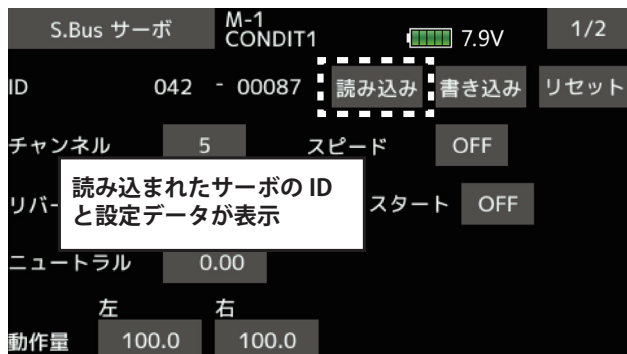 S.Bus サーボ
M-1
CONDIT1
7.9V
1/2
ID 042 - 00087 読み込み 書き込み リセット
チャンネル 5 スピード OFF
読み込まれたサーボの ID
と設定データが表示
リバー スタート OFF
ニュートラル 0.00
左 右
動作量 100.0 100.0